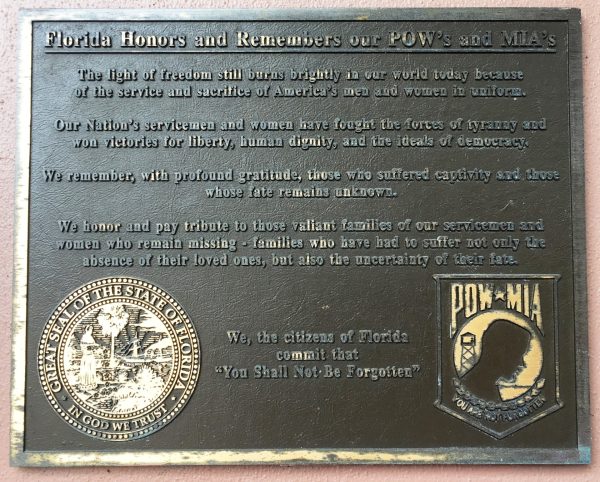 Florida Honors and Remembers our POW's and MIA's
The light of freedom still burns brightly in our world today because
of the service and sacrifice of America's men and women in uniform.
Our Nation's servicemen and women have fought the forces of tyranny and
won victories for liberty, human dignity, and the ideals of democracy.
We remember, with profound gratitude, those who suffered captivity and those
whose fate remains unknown.
We honor and pay tribute to those valiant families of our servicemen and
women who remain missing - families who have had to suffer not only the
absence of their loved ones, but also the uncertainty of their fate.
GREAT SEAL OF THE STATE OF FLORIDA
• IN GOD WE TRUST •
We, the citizens of Florida
commit that
"You Shall Not Be Forgotten"
POW★MIA
YOU ARE NOT FORGOTTEN